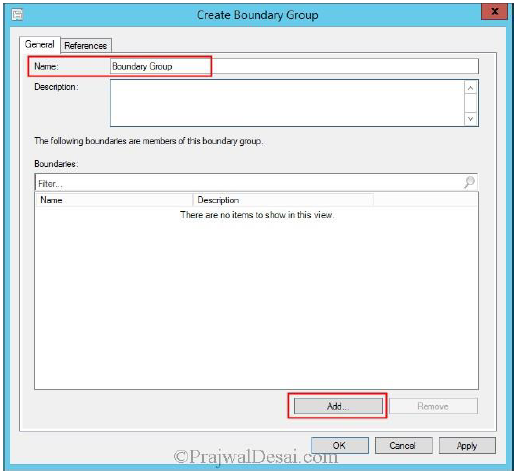 Create Boundary Group
X
General References
Name: Boundary Group
Description:
The following boundaries are members of this boundary group.
Boundaries:
Filter...
Name Description
There are no items to show in this view.
Add... Remove
OK Cancel Apply
©PrajwalDesai.com